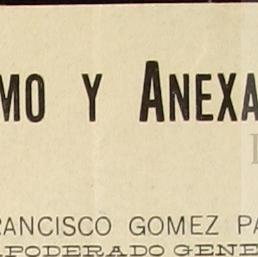 MO Y ANEXA
RANCISCO GOMEZ PA
APODERADO GENE